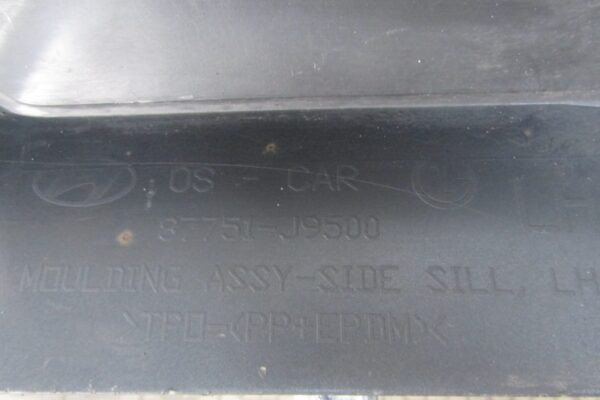 OS - CAR
87751-J9500
MOULDING ASSY-SIDE SILL, LH
>TPO-(PP+EPDM)<